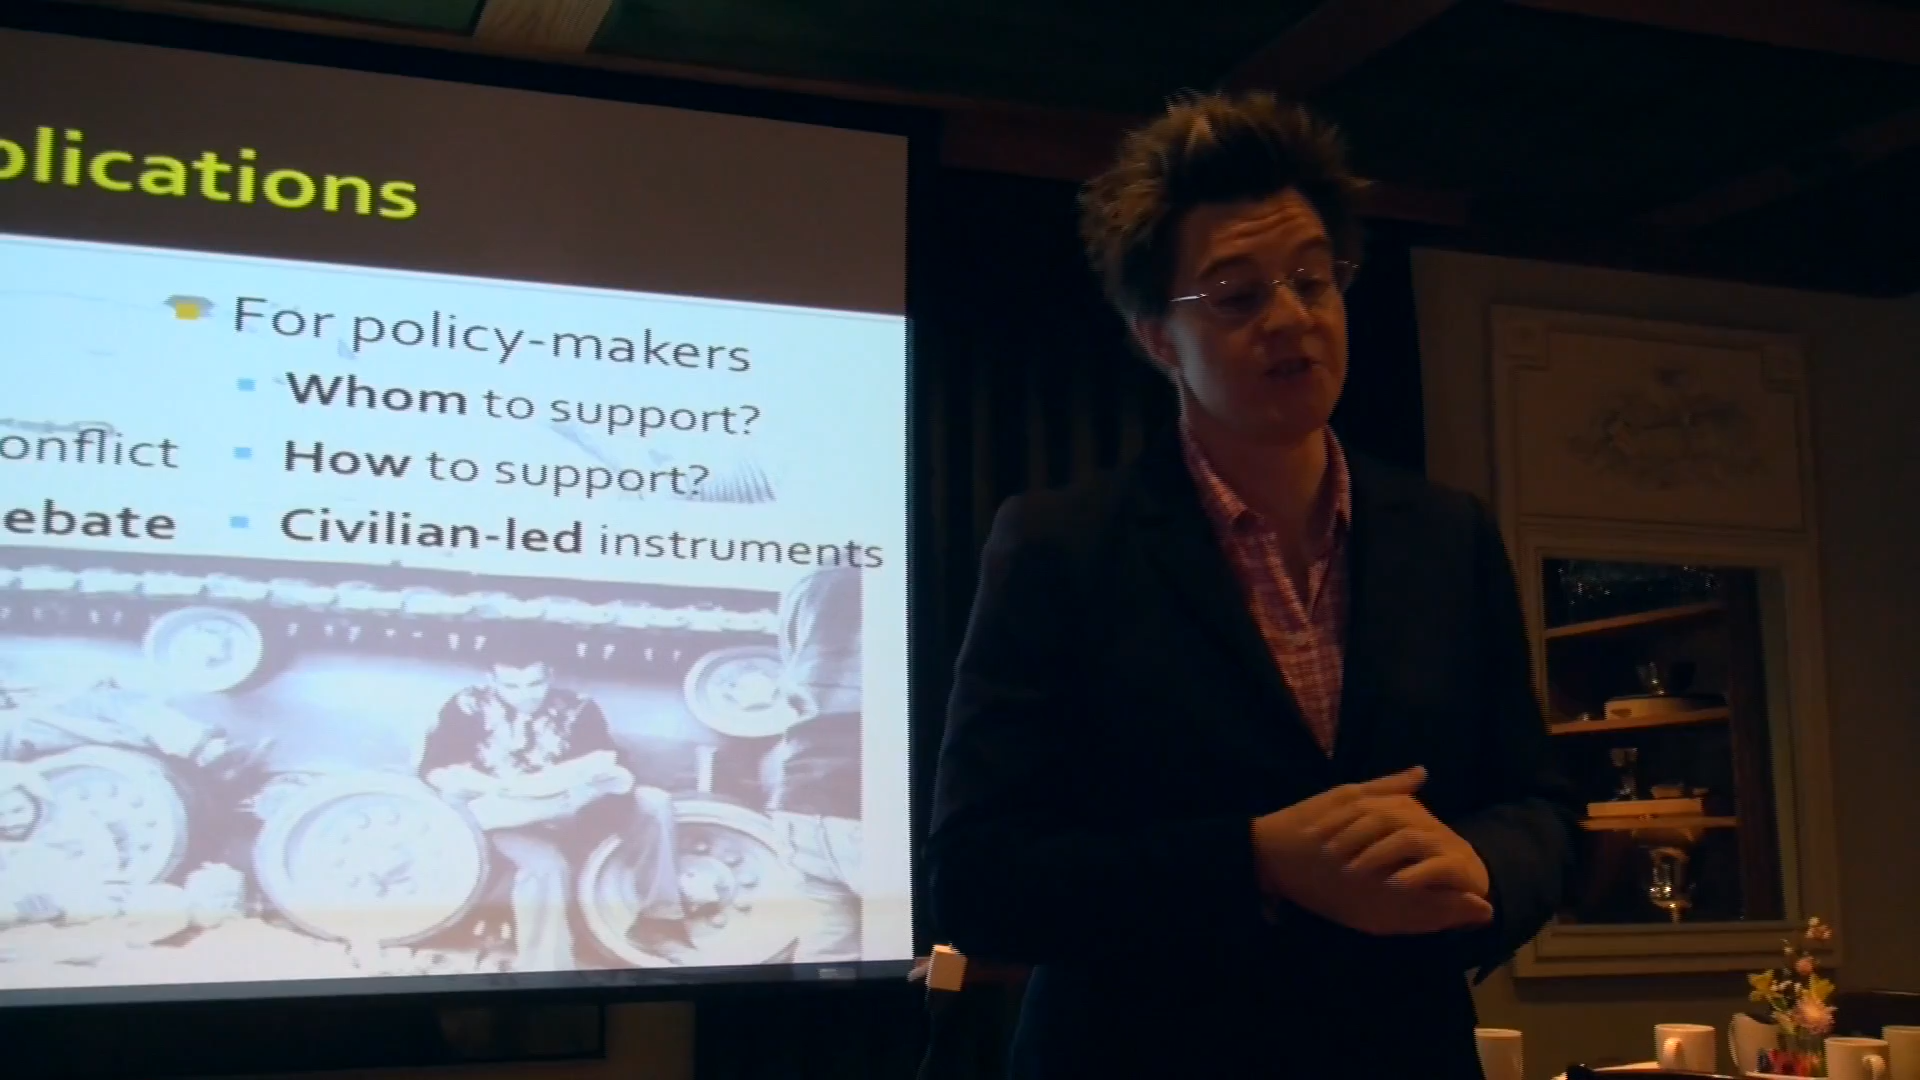 plications
For policy-makers
Whom to support?
onflict
How to support?
ebate
Civilian-led instruments